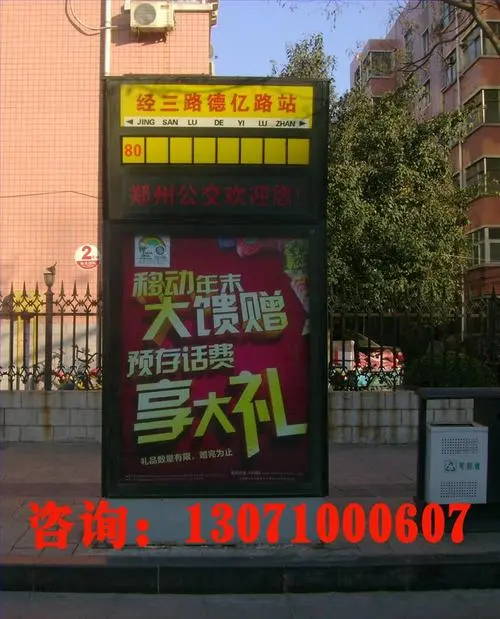 经三路德亿路站
JING SAN LU DE YI LU ZHAN
80
郑州公交欢迎您!
2
移动年末
大馈赠
预存话费
享大礼
礼品数量有限，赠完为止
咨询：13071000607